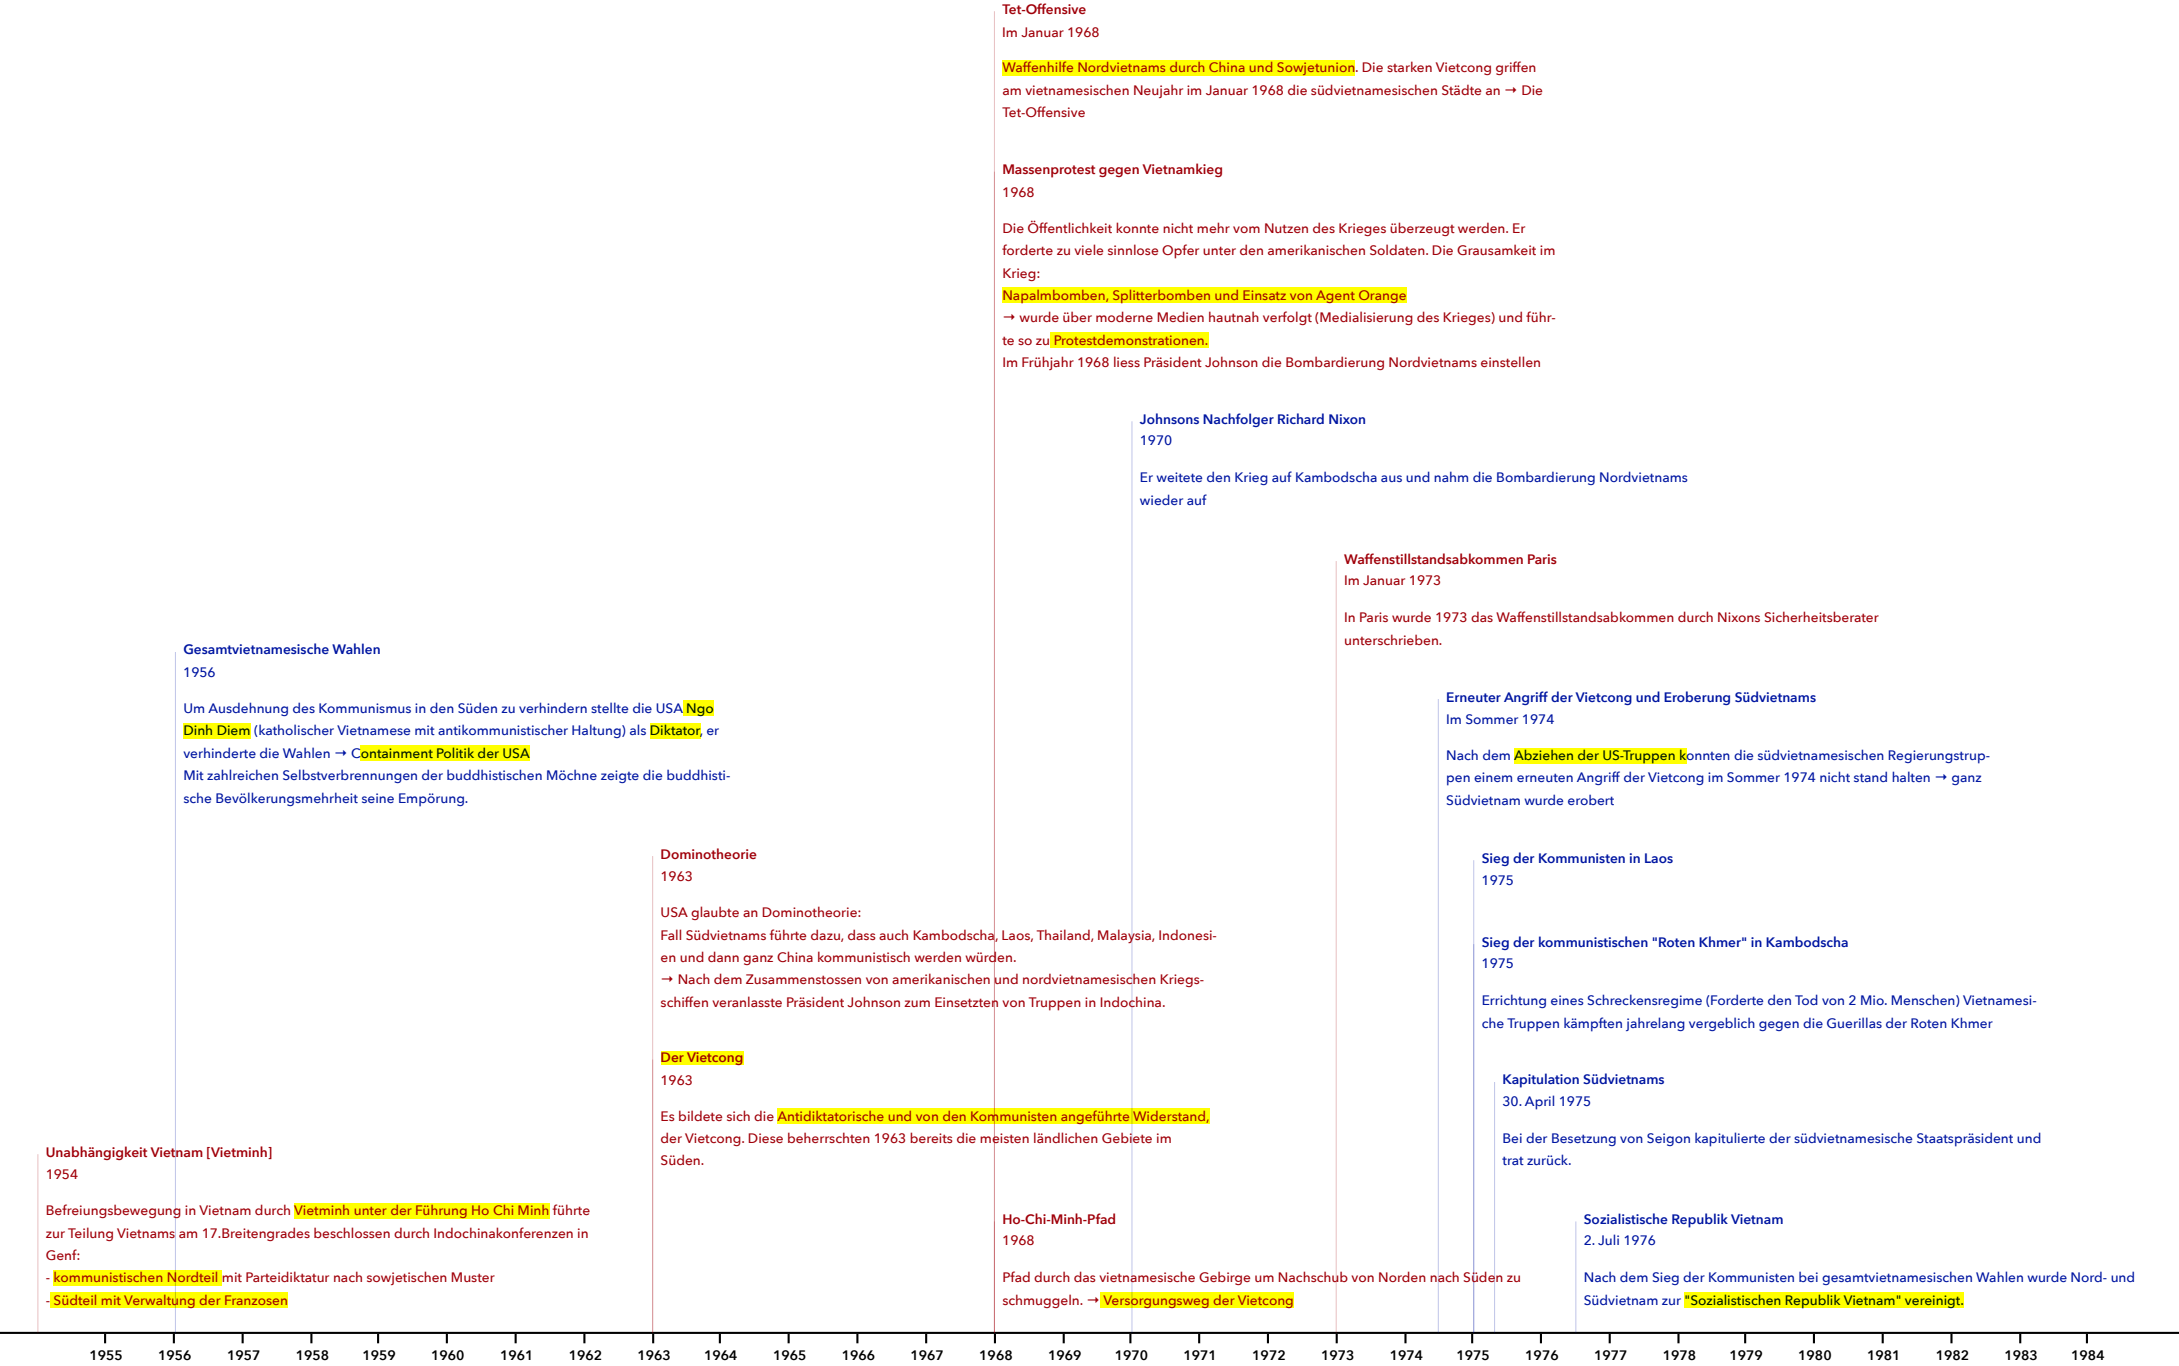 Tet-Offensive
Im Januar 1968
Waffenhilfe Nordvietnams durch China und Sowjetunion. Die starken Vietcong griffen
am vietnamesischen Neujahr im Januar 1968 die südvietnamesischen Städte an → Die
Tet-Offensive
Massenprotest gegen Vietnamkieg
1968
Die Öffentlichkeit konnte nicht mehr vom Nutzen des Krieges überzeugt werden. Er
forderte zu viele sinnlose Opfer unter den amerikanischen Soldaten. Die Grausamkeit im
Krieg:
Napalmbomben, Splitterbomben und Einsatz von Agent Orange
→ wurde über moderne Medien hautnah verfolgt (Medialisierung des Krieges) und führ-
te so zu Protestdemonstrationen.
Im Frühjahr 1968 liess Präsident Johnson die Bombardierung Nordvietnams einstellen
Johnsons Nachfolger Richard Nixon
1970
Er weitete den Krieg auf Kambodscha aus und nahm die Bombardierung Nordvietnams
wieder auf
Waffenstillstandsabkommen Paris
Im Januar 1973
In Paris wurde 1973 das Waffenstillstandsabkommen durch Nixons Sicherheitsberater
unterschrieben.
Gesamtvietnamesische Wahlen
1956
Um Ausdehnung des Kommunismus in den Süden zu verhindern stellte die USA Ngo
Dinh Diem (katholischer Vietnamese mit antikommunistischer Haltung) als Diktator, er
verhinderte die Wahlen → Containment Politik der USA
Mit zahlreichen Selbstverbrennungen der buddhistischen Möchne zeigte die buddhisti-
sche Bevölkerungsmehrheit seine Empörung.
Erneuter Angriff der Vietcong und Eroberung Südvietnams
Im Sommer 1974
Nach dem Abziehen der US-Truppen konnten die südvietnamesischen Regierungstrup-
pen einem erneuten Angriff der Vietcong im Sommer 1974 nicht stand halten → ganz
Südvietnam wurde erobert
Dominotheorie
1963
USA glaubte an Dominotheorie:
Fall Südvietnams führte dazu, dass auch Kambodscha, Laos, Thailand, Malaysia, Indonesi-
en und dann ganz China kommunistisch werden würden.
→ Nach dem Zusammenstossen von amerikanischen und nordvietnamesischen Kriegs-
schiffen veranlasste Präsident Johnson zum Einsetzten von Truppen in Indochina.
Sieg der Kommunisten in Laos
1975
Sieg der kommunistischen "Roten Khmer" in Kambodscha
1975
Errichtung eines Schreckensregime (Forderte den Tod von 2 Mio. Menschen) Vietnamesi-
che Truppen kämpften jahrelang vergeblich gegen die Guerillas der Roten Khmer
Der Vietcong
1963
Es bildete sich die Antidiktatorische und von den Kommunisten angeführte Widerstand,
der Vietcong. Diese beherrschten 1963 bereits die meisten ländlichen Gebiete im
Süden.
Kapitulation Südvietnams
30. April 1975
Bei der Besetzung von Seigon kapitulierte der südvietnamesische Staatspräsident und
trat zurück.
Unabhängigkeit Vietnam [Vietminh]
1954
Befreiungsbewegung in Vietnam durch Vietminh unter der Führung Ho Chi Minh führte
zur Teilung Vietnams am 17.Breitengrades beschlossen durch Indochinakonferenzen in
Genf:
- kommunistischen Nordteil mit Parteidiktatur nach sowjetischen Muster
- Südteil mit Verwaltung der Franzosen
Ho-Chi-Minh-Pfad
1968
Pfad durch das vietnamesische Gebirge um Nachschub von Norden nach Süden zu
schmuggeln. → Versorgungsweg der Vietcong
Sozialistische Republik Vietnam
2. Juli 1976
Nach dem Sieg der Kommunisten bei gesamtvietnamesischen Wahlen wurde Nord- und
Südvietnam zur "Sozialistischen Republik Vietnam" vereinigt.
1955 1956 1957 1958 1959 1960 1961 1962 1963 1964 1965 1966 1967 1968 1969 1970 1971 1972 1973 1974 1975 1976 1977 1978 1979 1980 1981 1982 1983 1984